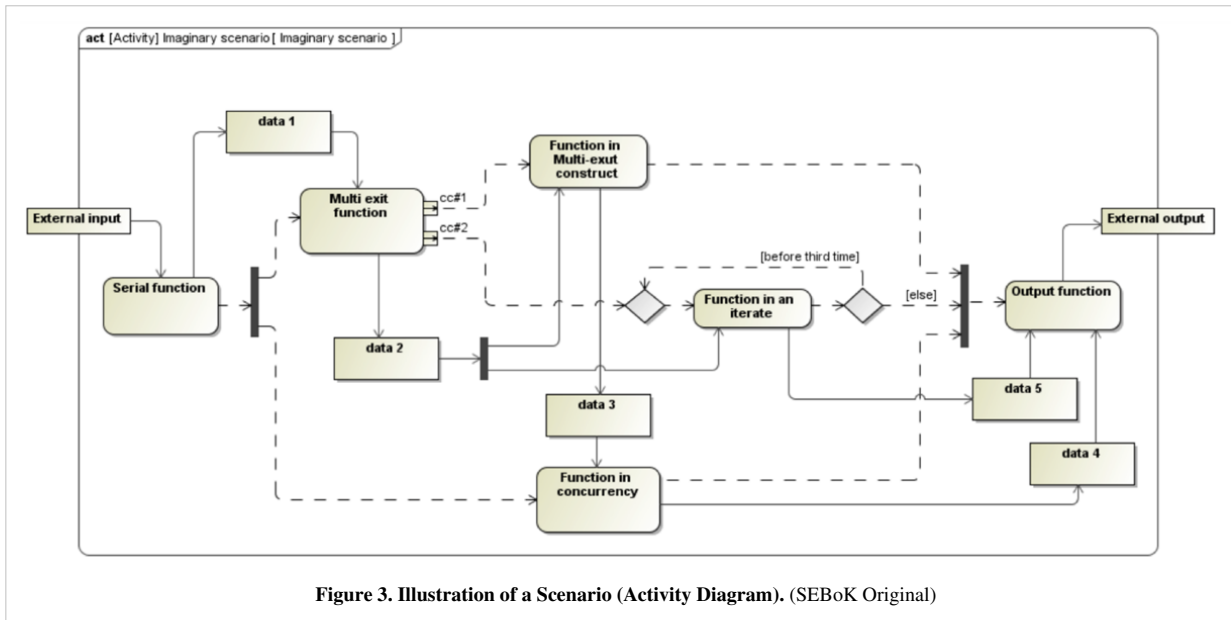 act [Activity] Imaginary scenario [ Imaginary scenario ]
data 1
Function in
Multi-exut
construct
Multi exit
function
cc#1
cc#2
External input
External output
[before third time]
Serial function
Function in an
iterate
[else]
Output function
data 2
data 3
data 5
data 4
Function in
concurrency
Figure 3. Illustration of a Scenario (Activity Diagram). (SEBoK Original)